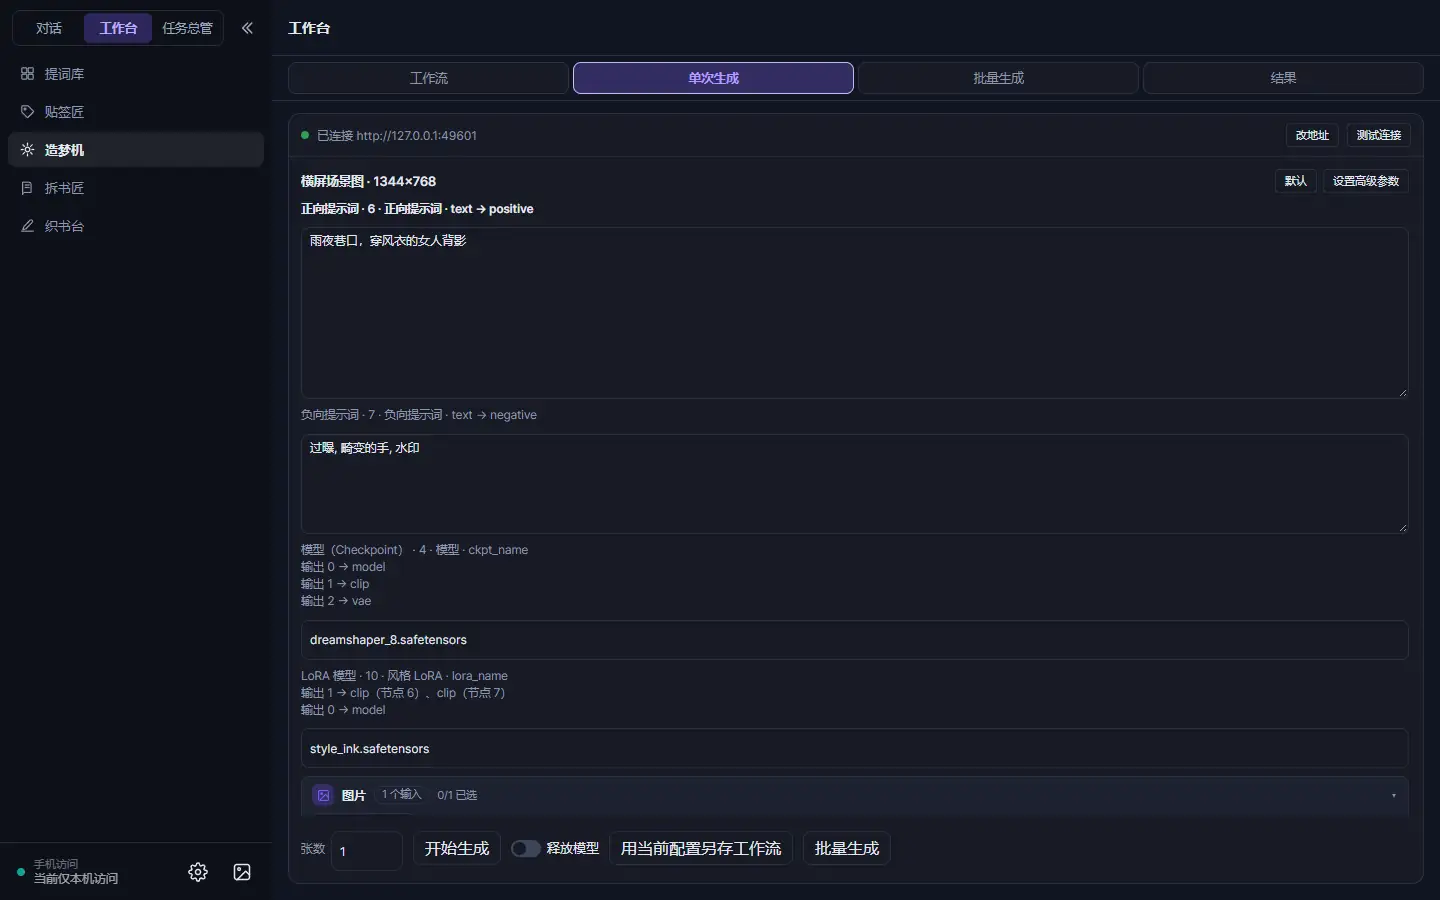 对话
工作台
任务总管
提词库
贴签匠
造梦机
拆书匠
织书台
手机访问
当前仅本机访问
工作台
工作流
单次生成
批量生成
结果
已连接 http://127.0.0.1:49601
改地址
测试连接
横屏场景图 · 1344×768
默认
设置高级参数
正向提示词 · 6 · 正向提示词 · text → positive
雨夜巷口，穿风衣的女人背影
负向提示词 · 7 · 负向提示词 · text → negative
过曝, 畸变的手, 水印
模型（Checkpoint） · 4 · 模型 · ckpt_name
输出 0 → model
输出 1 → clip
输出 2 → vae
dreamshaper_8.safetensors
LoRA 模型 · 10 · 风格 LoRA · lora_name
输出 1 → clip（节点 6）、clip（节点 7）
输出 0 → model
style_ink.safetensors
图片
1 个输入
0/1 已选
张数
1
开始生成
释放模型
用当前配置另存工作流
批量生成